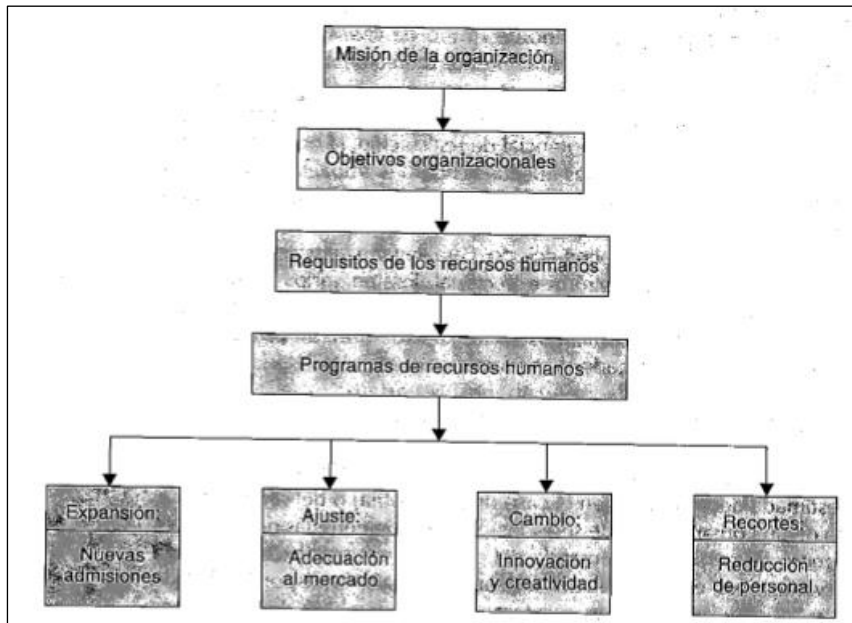 Misión de la organización
Objetivos organizacionales
Requisitos de los recursos humanos
Programas de recursos humanos
Expansión:
Nuevas
admisiones
Ajuste:
Adecuación
al mercado
Cambio:
Innovación
y creatividad
Recortes:
Reducción
de personal